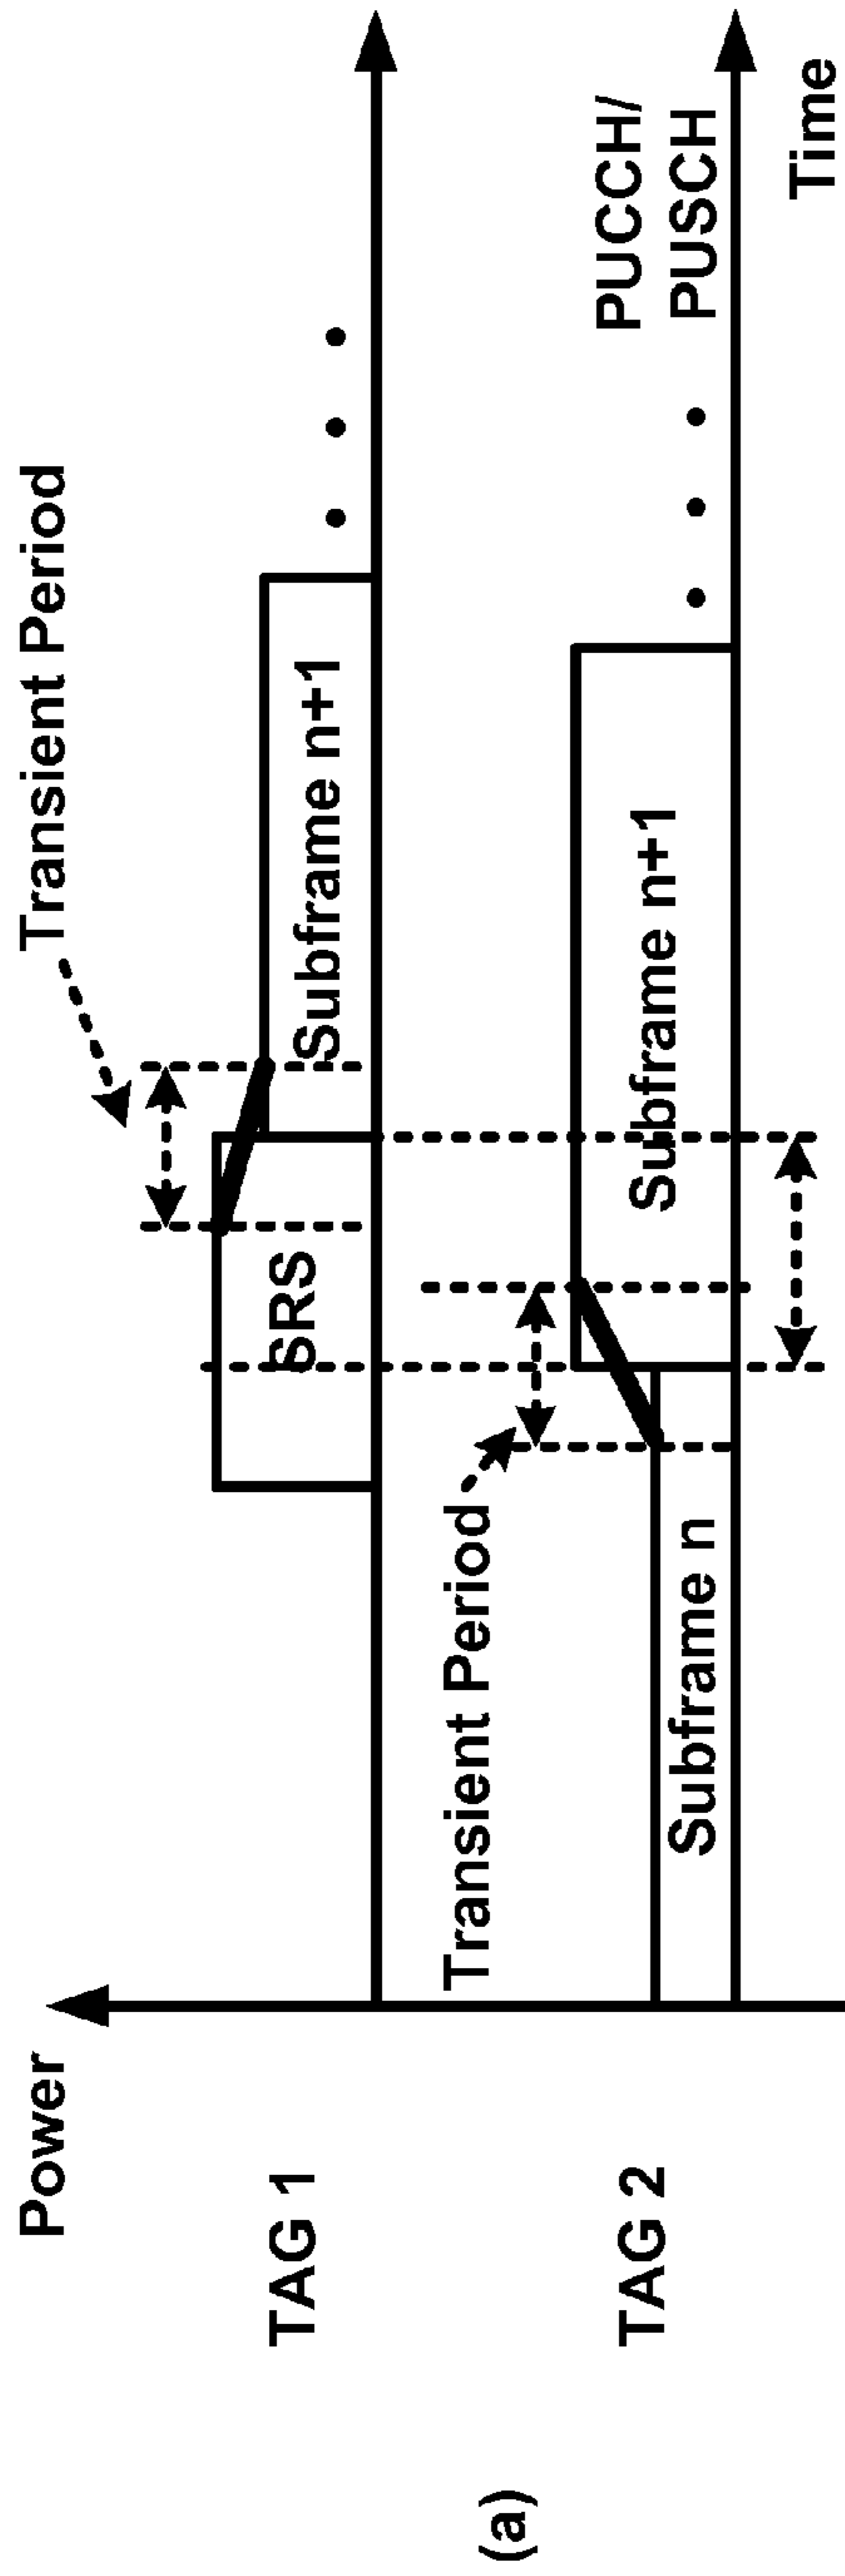 Power
Transient Period
TAG 1
SRS
Subframe n+1
Transient Period
TAG 2
Subframe n
Subframe n+1
PUCCH/
PUSCH
Time
(a)